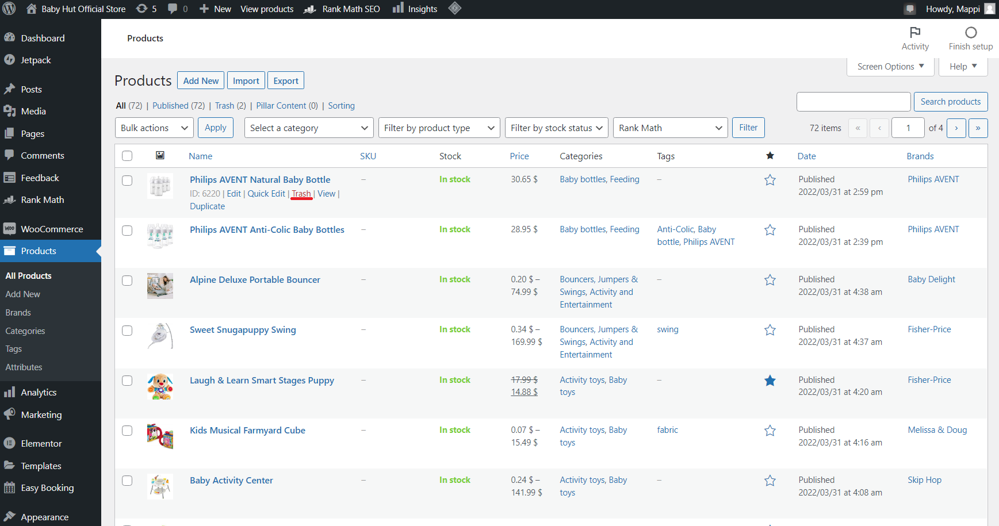 Baby Hut Official Store 5 0 New View products Rank Math SEO Insights Howdy, Mappi
Dashboard
Jetpack
Posts
Media
Pages
Comments
Feedback
Rank Math
WooCommerce
Products
All Products
Add New
Brands
Categories
Tags
Attributes
Analytics
Marketing
Elementor
Templates
Easy Booking
Appearance
Products
Activity
Finish setup
Screen Options
Help
Products Add New Import Export
All (72) | Published (72) | Trash (2) | Pillar Content (0) | Sorting
Search products
Bulk actions Apply Select a category Filter by product type Filter by stock status Rank Math Filter 72 items « ‹ 1 of 4 › »
Name SKU Stock Price Categories Tags Date Brands
Philips AVENT Natural Baby Bottle – In stock 30.65 $ Baby bottles, Feeding – Published Philips AVENT
ID: 6220 | Edit | Quick Edit | Trash | View | 2022/03/31 at 2:59 pm
Duplicate
Philips AVENT Anti-Colic Baby Bottles – In stock 28.95 $ Baby bottles, Feeding Anti-Colic, Baby Published Philips AVENT
bottle, Philips AVENT 2022/03/31 at 2:39 pm
Alpine Deluxe Portable Bouncer – In stock 0.20 $ – Bouncers, Jumpers & – Published Baby Delight
74.99 $ Swings, Activity and 2022/03/31 at 4:38 am
Entertainment
Sweet Snugapuppy Swing – In stock 0.34 $ – Bouncers, Jumpers & swing Published Fisher-Price
169.99 $ Swings, Activity and 2022/03/31 at 4:37 am
Entertainment
Laugh & Learn Smart Stages Puppy – In stock 17.99 $ Activity toys, Baby – Published Fisher-Price
14.88 $ toys 2022/03/31 at 4:20 am
Kids Musical Farmyard Cube – In stock 0.07 $ – Activity toys, Baby fabric Published Melissa & Doug
15.49 $ toys 2022/03/31 at 4:16 am
Baby Activity Center – In stock 0.24 $ – Activity toys, Baby – Published Skip Hop
141.99 $ toys 2022/03/31 at 4:08 am